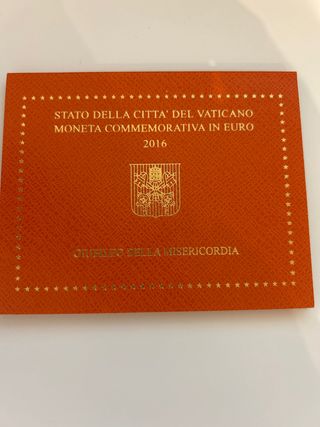 STATO DELLA CITTA' DEL VATICANO
MONETA COMMEMORATIVA IN EURO
2016
GIUBILEO DELLA MISERICORDIA